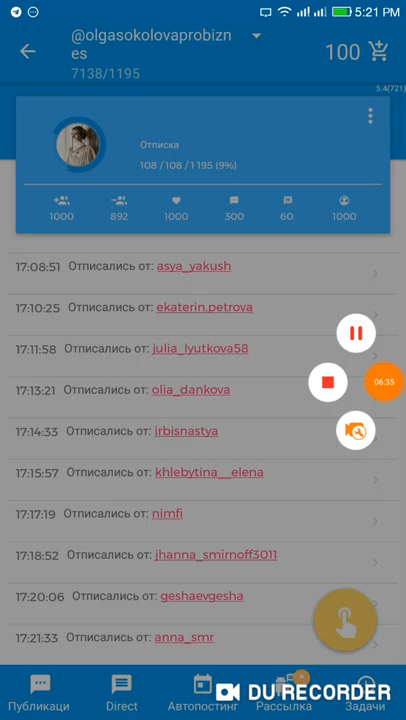 5:21 PM
@olgasokolovaprobizn
es
7138/1195
100
5.4(721)
Отписка
108 / 108 / 1195 (9%)
1000 892 1000 300 60 1000
17:08:51 Отписались от: asya_yakush
17:10:25 Отписались от: ekaterin.petrova
17:11:58 Отписались от: julia_lyutkova58
17:13:21 Отписались от: olia_dankova
06:35
17:14:33 Отписались от: irbisnastya
17:15:57 Отписались от: khlebytina__elena
17:17:19 Отписались от: nimfi
17:18:52 Отписались от: jhanna_smirnoff3011
17:20:06 Отписались от: geshaevgesha
17:21:33 Отписались от: anna_smr
DU RECORDER
Публикаци Direct Автопостинг Рассылка Задачи